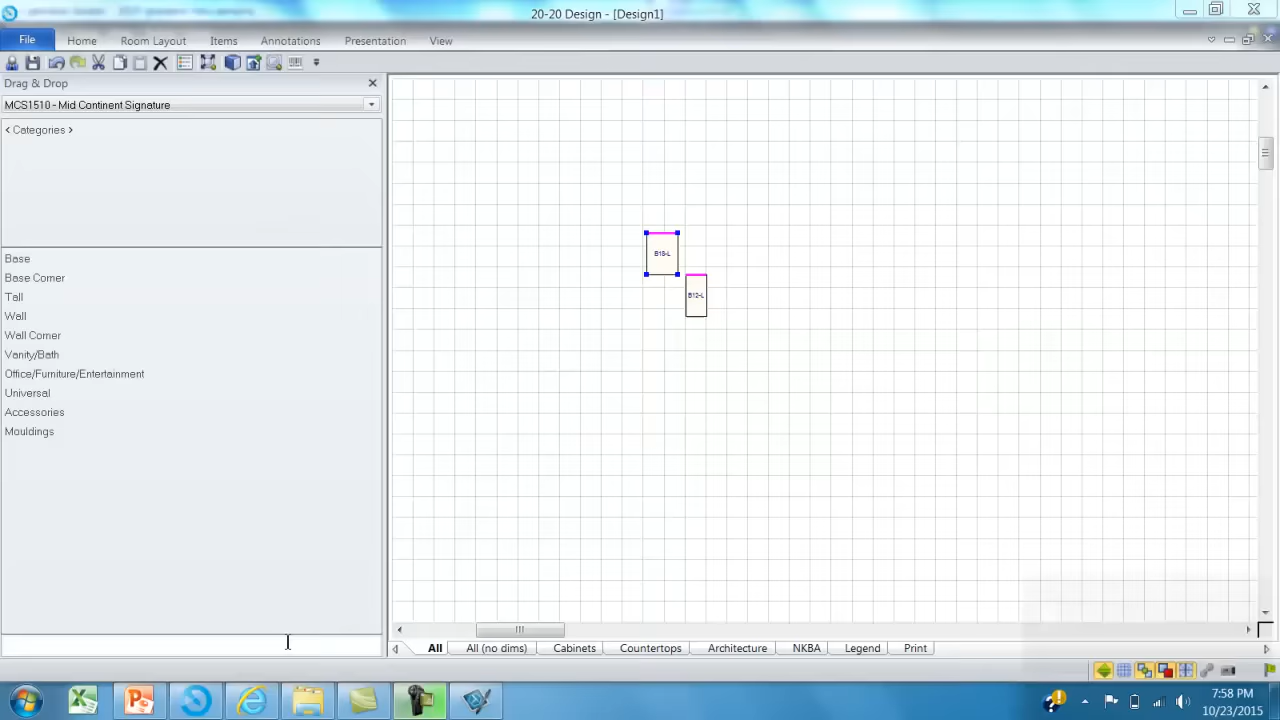 20-20 Design - [Design1]
File Home Room Layout Items Annotations Presentation View
Drag & Drop
MCS1510 - Mid Continent Signature
< Categories >
Base
Base Corner
Tall
Wall
Wall Corner
Vanity/Bath
Office/Furniture/Entertainment
Universal
Accessories
Mouldings
B18-L
B12-L
All All (no dims) Cabinets Countertops Architecture NKBA Legend Print
7:58 PM
10/23/2015